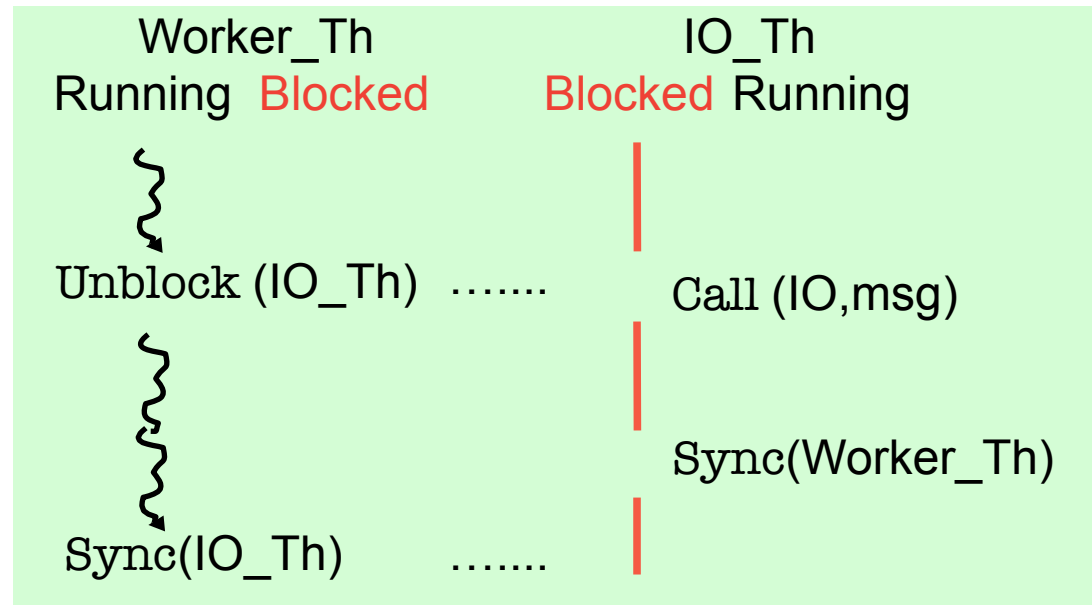 Worker_Th IO_Th
Running Blocked Blocked Running
Unblock (IO_Th) ….... Call (IO,msg)
Sync(Worker_Th)
Sync(IO_Th) …....